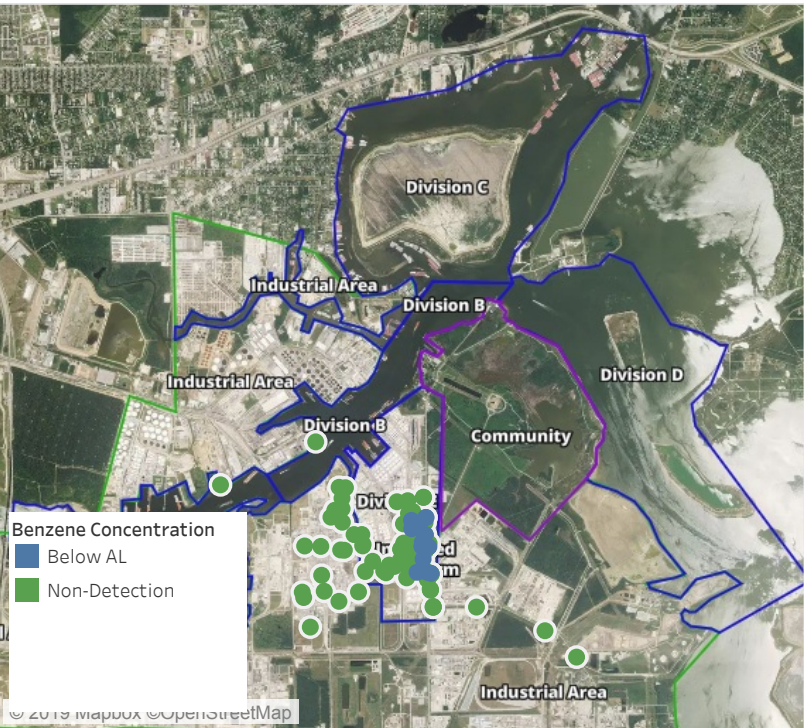 Division C
Industrial Area
Division B
Industrial Area
Division D
Division B
Community
Benzene Concentration
Below AL
Non-Detection
Industrial Area
© 2019 Mapbox ©OpenStreetMap